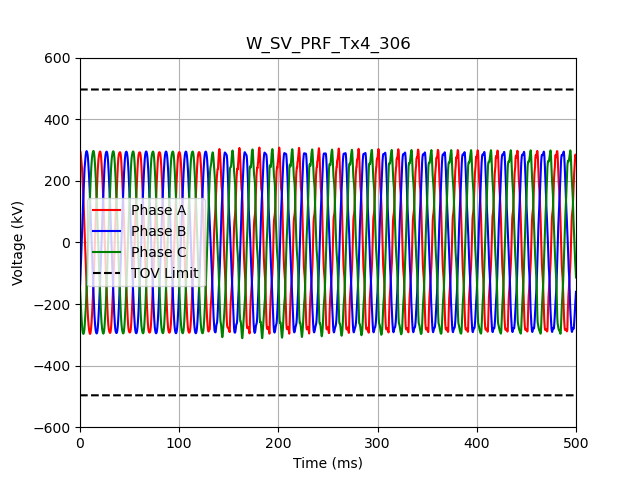 W_SV_PRF_Tx4_306
600
400
200
0
−200
−400
−600
Voltage (kV)
Phase A
Phase B
Phase C
TOV Limit
0 100 200 300 400 500
Time (ms)